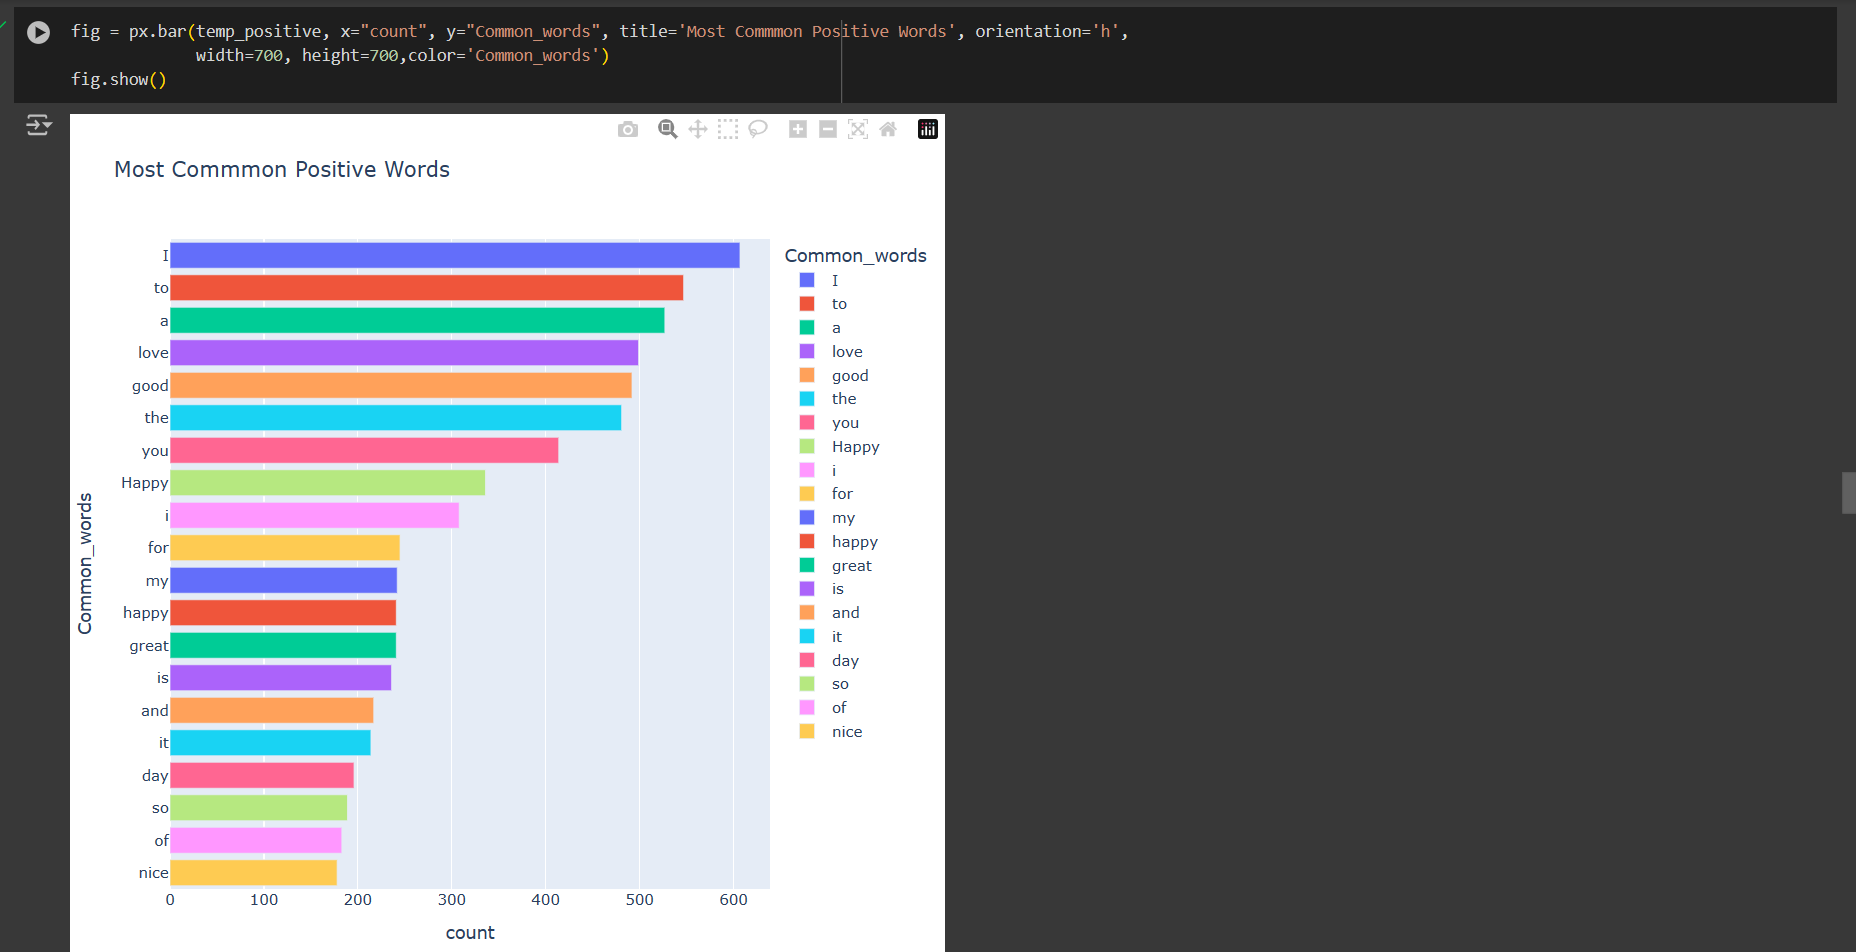 fig = px.bar(temp_positive, x="count", y="Common_words", title='Most Commmon Positive Words', orientation='h',
width=700, height=700,color='Common_words')
fig.show()
Most Commmon Positive Words
Common_words
I
to
a
love
good
the
you
Happy
i
for
my
happy
great
is
and
it
day
so
of
nice
0 100 200 300 400 500 600
count
Common_words
I
to
a
love
good
the
you
Happy
i
for
my
happy
great
is
and
it
day
so
of
nice